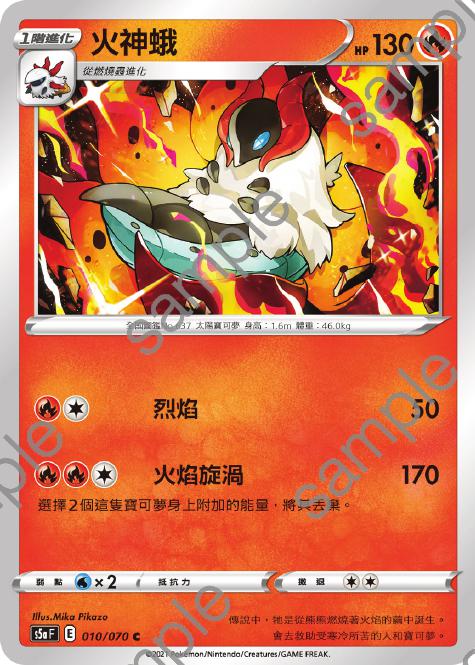 1階進化
火神蛾
HP 130
從燃燒蟲進化
全國圖鑑No.637 太陽寶可夢 身高：1.6m 體重：46.0kg
烈焰 50
火焰旋渦 170
選擇2個這隻寶可夢身上附加的能量，將其丟棄。
弱點 ×2 抵抗力 撤退
Illus.Mika Pikazo
傳說中，牠是從熊熊燃燒著火焰的繭中誕生。
會去救助受寒冷所苦的人和寶可夢。
s5a F E 010/070 C
©2021 Pokémon/Nintendo/Creatures/GAME FREAK.
sample
sample
sample
sample
sample
sample